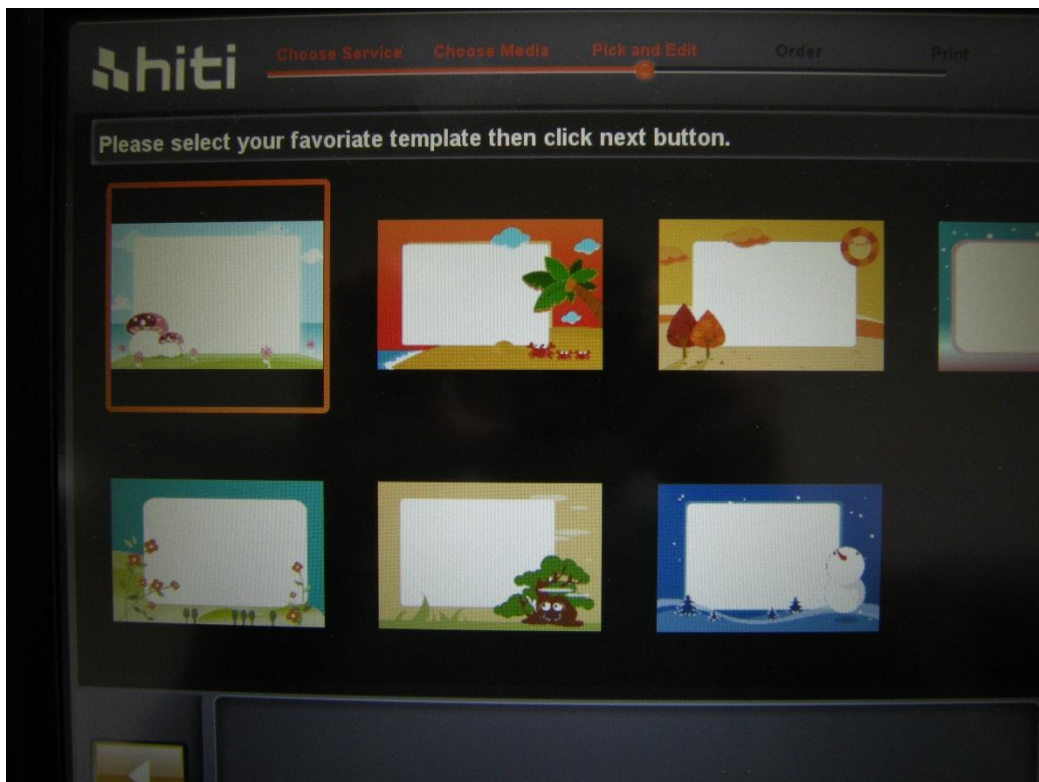 hiti
Choose Service Choose Media Pick and Edit Order Print
Please select your favoriate template then click next button.